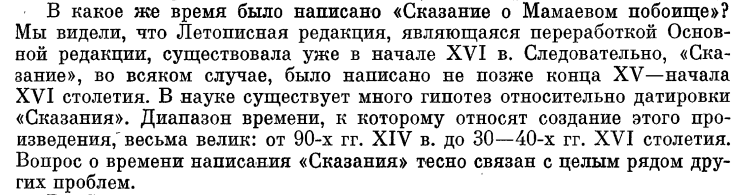 В какое же время было написано «Сказание о Мамаевом побоище»?
Мы видели, что Летописная редакция, являющаяся переработкой Основ-
ной редакции, существовала уже в начале XVI в. Следовательно, «Ска-
зание», во всяком случае, было написано не позже конца XV—начала
XVI столетия. В науке существует много гипотез относительно датировки
«Сказания». Диапазон времени, к которому относят создание этого про-
изведения, весьма велик: от 90-х гг. XIV в. до 30—40-х гг. XVI столетия.
Вопрос о времени написания «Сказания» тесно связан с целым рядом дру-
гих проблем.